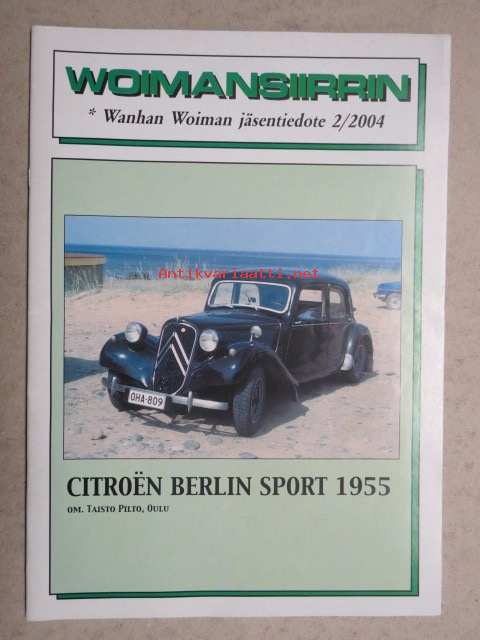 WOIMANSIIRRIN
* Wanhan Woiman jäsentiedote 2/2004
Antikvariaatti.net
OHA-809
CITROËN BERLIN SPORT 1955
OM. TAISTO PILTO, OULU